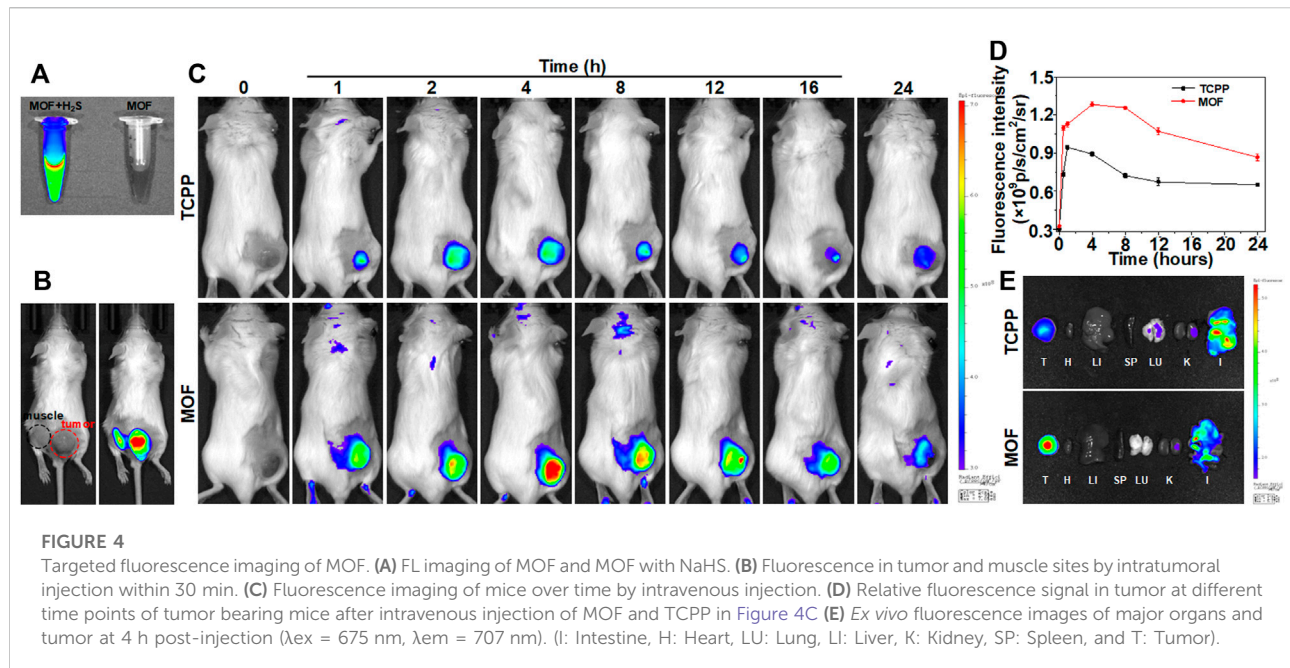 A
MOF+H₂S
MOF
B
muscle
tumor
C
Time (h)
0
1
2
4
8
12
16
24
TCPP
MOF
D
Fluorescence intensity
(×10⁹p/s/cm²/sr)
1.5
1.2
0.9
0.6
0.3
TCPP
MOF
0
4
8
12
16
20
24
Time (hours)
E
TCPP
T H LI SP LU K I
MOF
T H LI SP LU K I
FIGURE 4
Targeted fluorescence imaging of MOF. (A) FL imaging of MOF and MOF with NaHS. (B) Fluorescence in tumor and muscle sites by intratumoral
injection within 30 min. (C) Fluorescence imaging of mice over time by intravenous injection. (D) Relative fluorescence signal in tumor at different
time points of tumor bearing mice after intravenous injection of MOF and TCPP in Figure 4C (E) Ex vivo fluorescence images of major organs and
tumor at 4 h post-injection (λex = 675 nm, λem = 707 nm). (I: Intestine, H: Heart, LU: Lung, LI: Liver, K: Kidney, SP: Spleen, and T: Tumor).